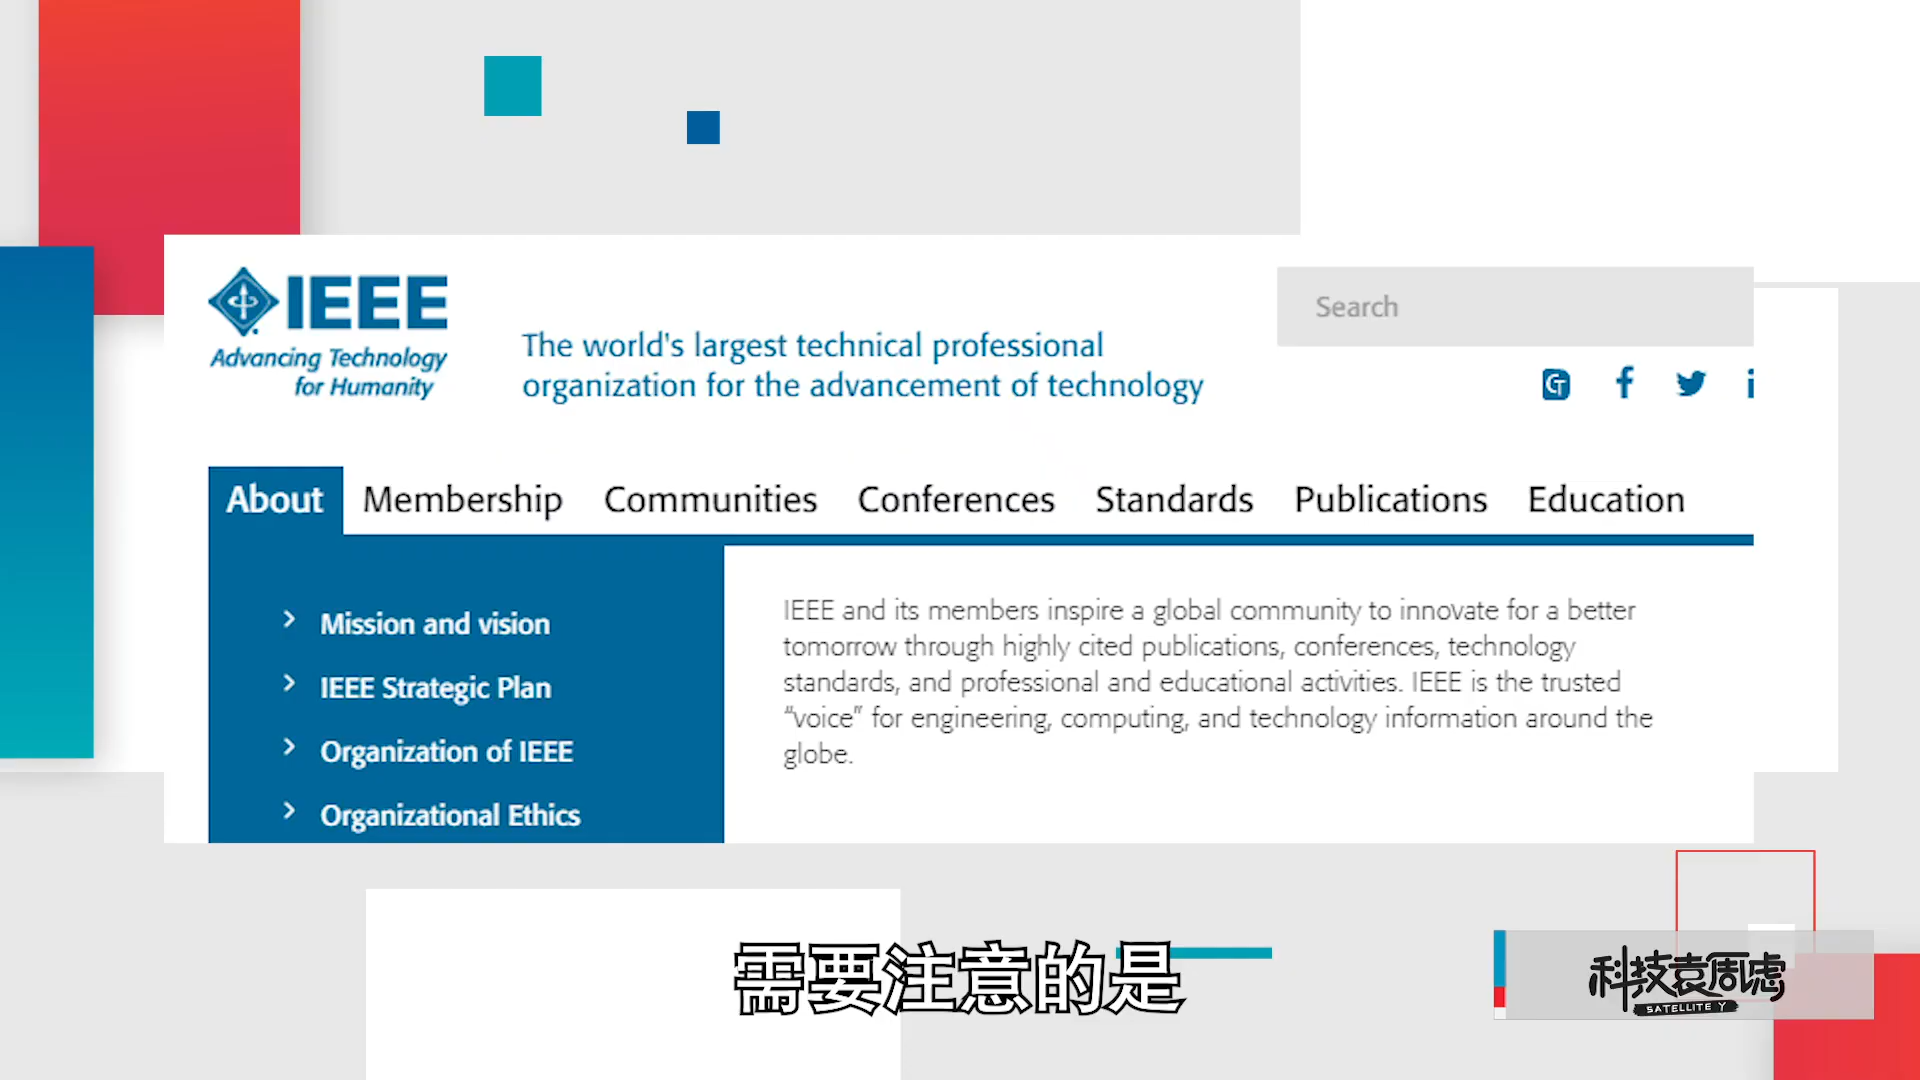 IEEE
Advancing Technology
for Humanity
The world's largest technical professional
organization for the advancement of technology
Search
About Membership Communities Conferences Standards Publications Education
Mission and vision
IEEE Strategic Plan
Organization of IEEE
Organizational Ethics
IEEE and its members inspire a global community to innovate for a better
tomorrow through highly cited publications, conferences, technology
standards, and professional and educational activities. IEEE is the trusted
“voice” for engineering, computing, and technology information around the
globe.
需要注意的是
科技袁周虑
SATELLITE Y